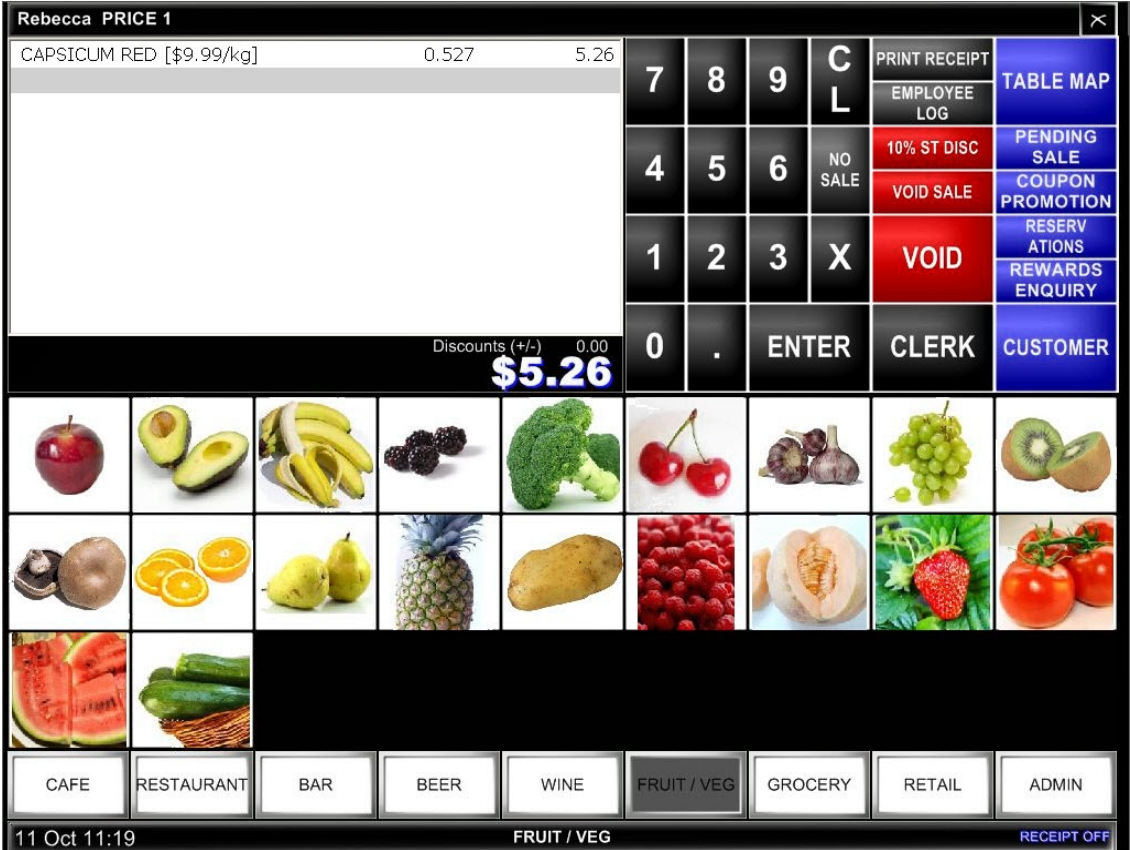 Rebecca PRICE 1
CAPSICUM RED [$9.99/kg] 0.527 5.26
Discounts (+/-) 0.00
$5.26
7 8 9 C
L
4 5 6 NO
SALE
1 2 3 X
0 . ENTER
PRINT RECEIPT
EMPLOYEE
LOG
10% ST DISC
VOID SALE
VOID
CLERK
TABLE MAP
PENDING
SALE
COUPON
PROMOTION
RESERV
ATIONS
REWARDS
ENQUIRY
CUSTOMER
CAFE RESTAURANT BAR BEER WINE FRUIT / VEG GROCERY RETAIL ADMIN
11 Oct 11:19 FRUIT / VEG RECEIPT OFF